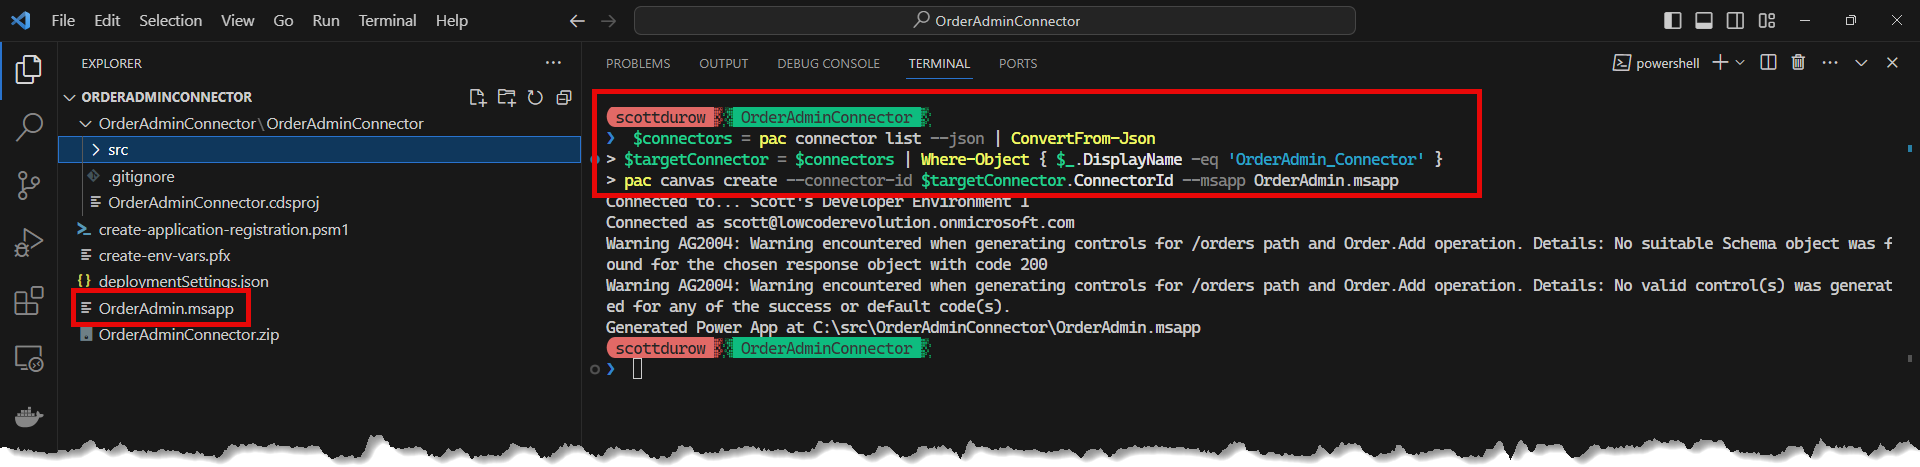 File Edit Selection View Go Run Terminal Help
OrderAdminConnector
EXPLORER
ORDERADMINCONNECTOR
OrderAdminConnector\OrderAdminConnector
src
.gitignore
OrderAdminConnector.cdsproj
create-application-registration.psm1
create-env-vars.pfx
deploymentSettings.json
OrderAdmin.msapp
OrderAdminConnector.zip
PROBLEMS OUTPUT DEBUG CONSOLE TERMINAL PORTS
powershell
scottdurow OrderAdminConnector
❯ $connectors = pac connector list --json | ConvertFrom-Json
> $targetConnector = $connectors | Where-Object { $_.DisplayName -eq 'OrderAdmin_Connector' }
> pac canvas create --connector-id $targetConnector.ConnectorId --msapp OrderAdmin.msapp
Connected to... Scott's Developer Environment 1
Connected as scott@lowcoderevolution.onmicrosoft.com
Warning AG2004: Warning encountered when generating controls for /orders path and Order.Add operation. Details: No suitable Schema object was f
ound for the chosen response object with code 200
Warning AG2004: Warning encountered when generating controls for /orders path and Order.Add operation. Details: No valid control(s) was generat
ed for any of the success or default code(s).
Generated Power App at C:\src\OrderAdminConnector\OrderAdmin.msapp
scottdurow OrderAdminConnector
❯